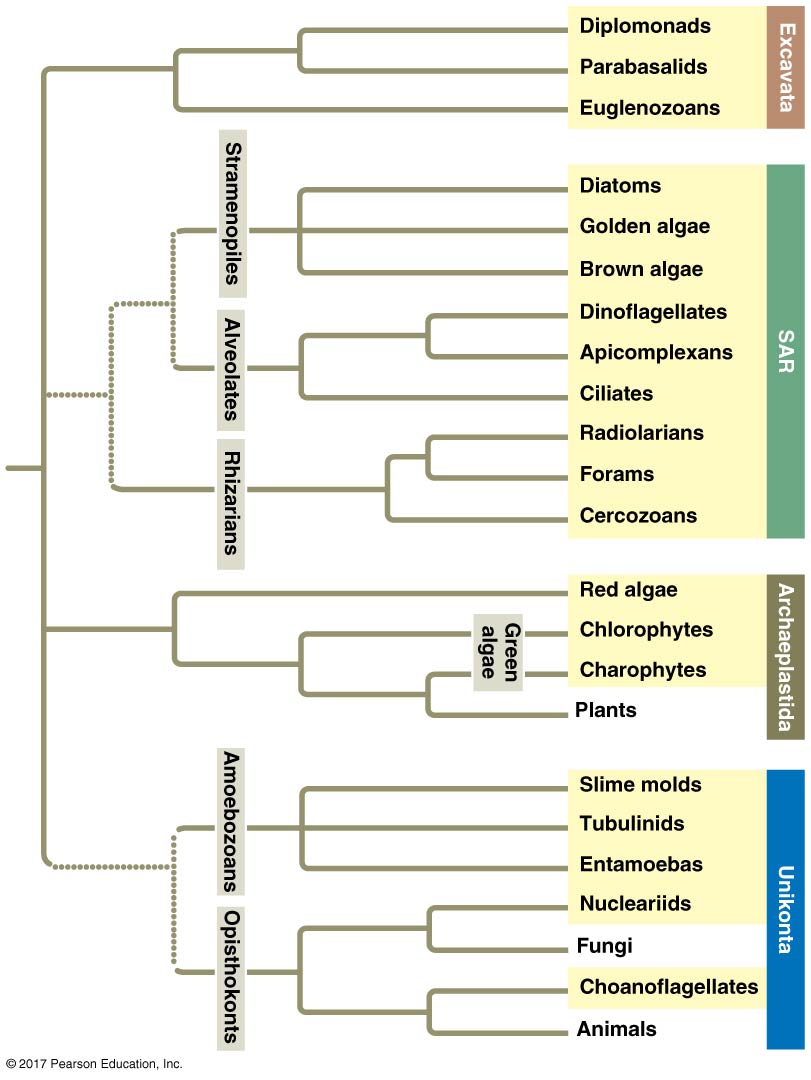 Diplomonads
Parabasalids
Euglenozoans
Excavata
Stramenopiles
Diatoms
Golden algae
Brown algae
Alveolates
Dinoflagellates
Apicomplexans
Ciliates
Rhizarians
Radiolarians
Forams
Cercozoans
SAR
Red algae
Green
algae
Chlorophytes
Charophytes
Plants
Archaeplastida
Amoebozoans
Slime molds
Tubulinids
Entamoebas
Opisthokonts
Nucleariids
Fungi
Choanoflagellates
Animals
Unikonta
© 2017 Pearson Education, Inc.